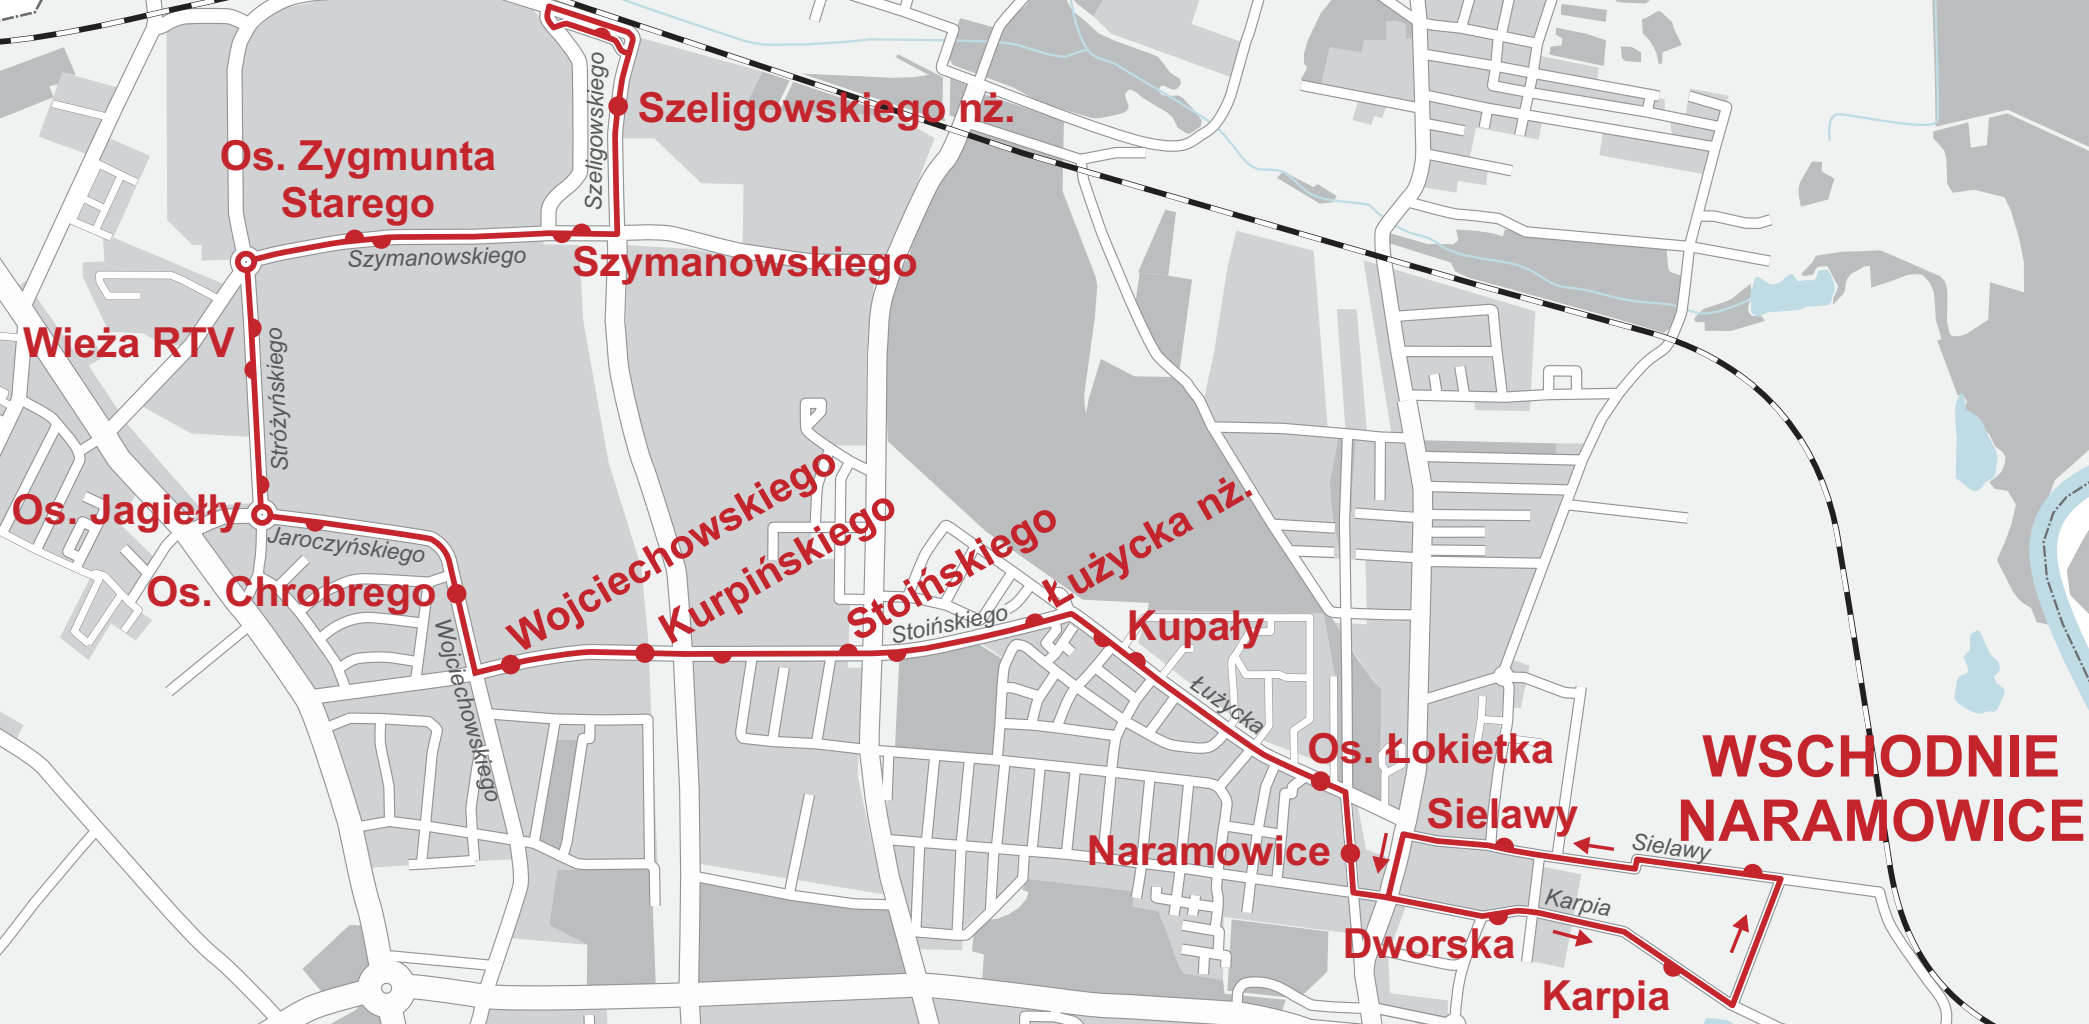 Szeligowskiego nż.
Szeligowskiego
Os. Zygmunta
Starego
Szymanowskiego
Szymanowskiego
Wieża RTV
Stróżyńskiego
Os. Jagiełły
Jaroczyńskiego
Os. Chrobrego
Wojciechowskiego
Wojciechowskiego
Kurpińskiego
Stoińskiego
Stoińskiego
Łużycka nż.
Kupały
Łużycka
Os. Łokietka
Naramowice
Sielawy
Sielawy
WSCHODNIE
NARAMOWICE
Karpia
Dworska
Karpia